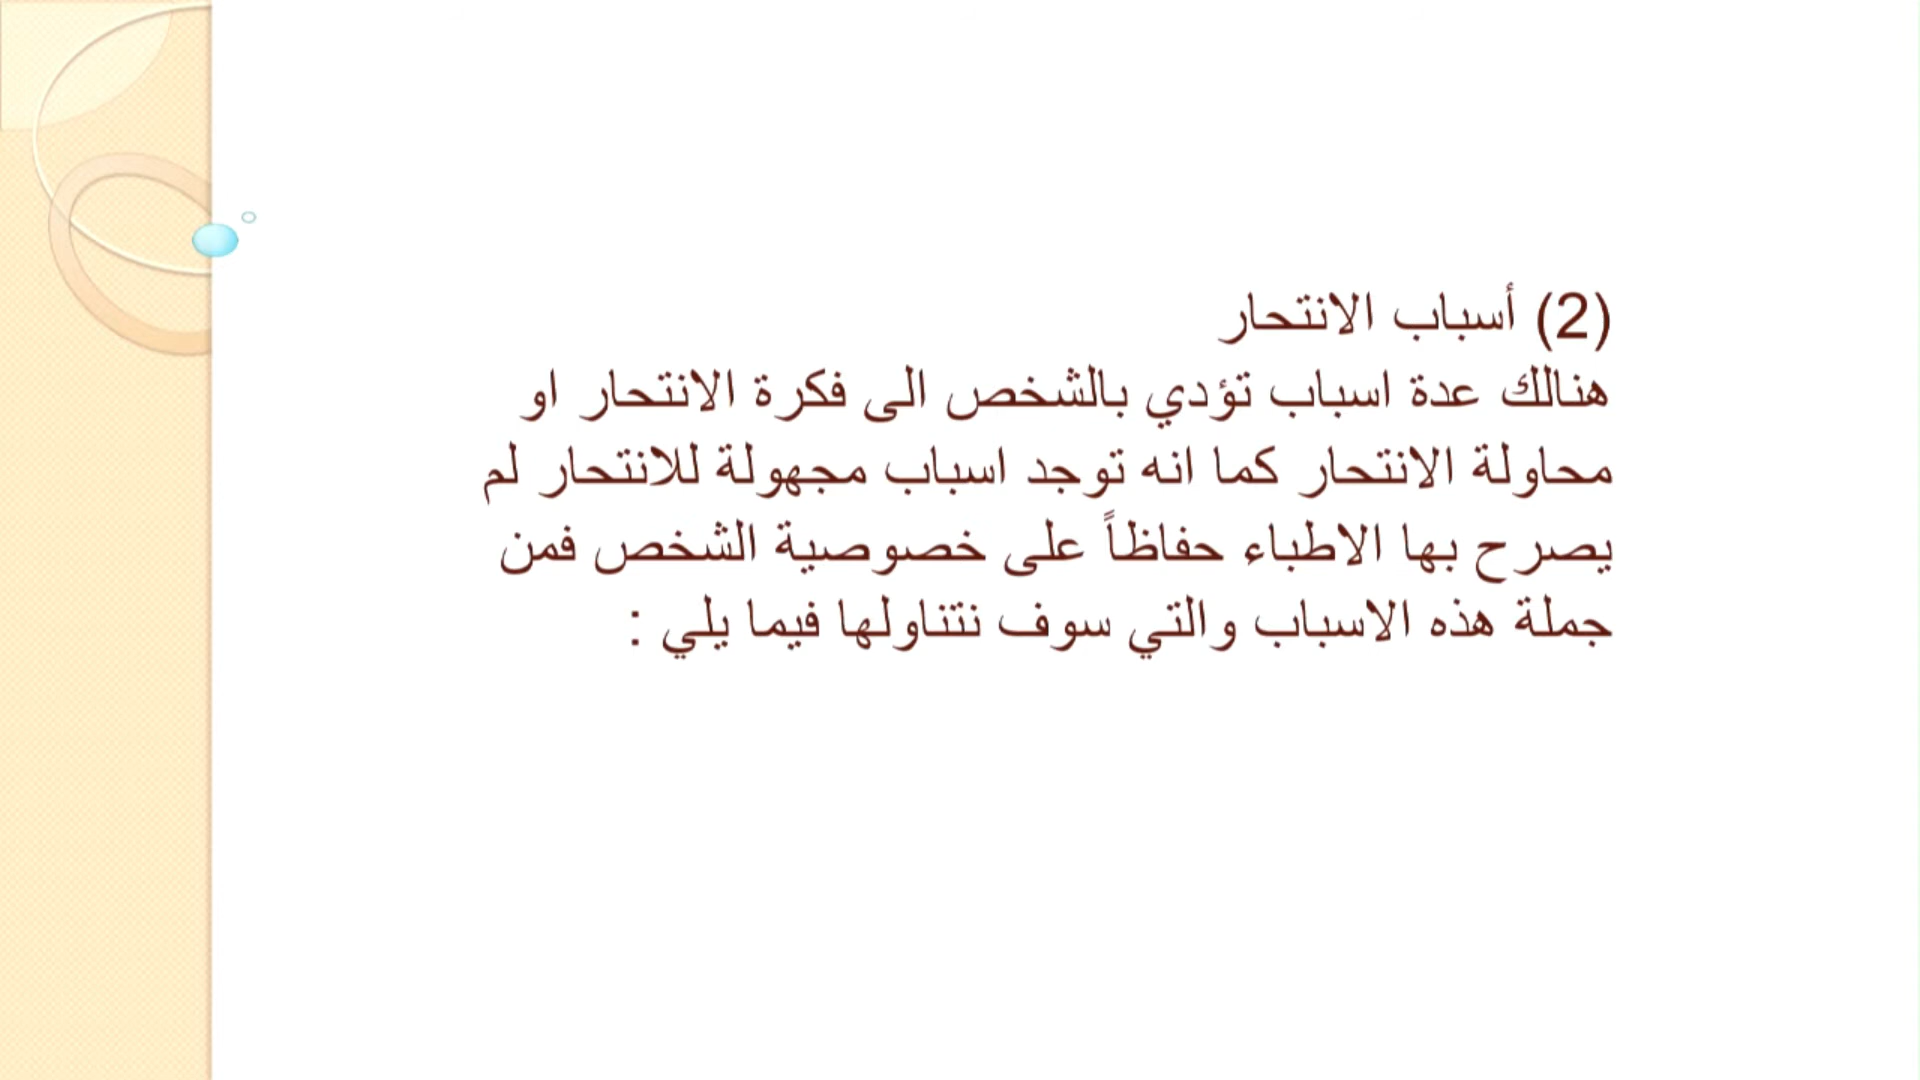 (2) أسباب الانتحار
هنالك عدة اسباب تؤدي بالشخص الى فكرة الانتحار او
محاولة الانتحار كما انه توجد اسباب مجهولة للانتحار لم
يصرح بها الاطباء حفاظاً على خصوصية الشخص فمن
جملة هذه الاسباب والتي سوف نتناولها فيما يلي :